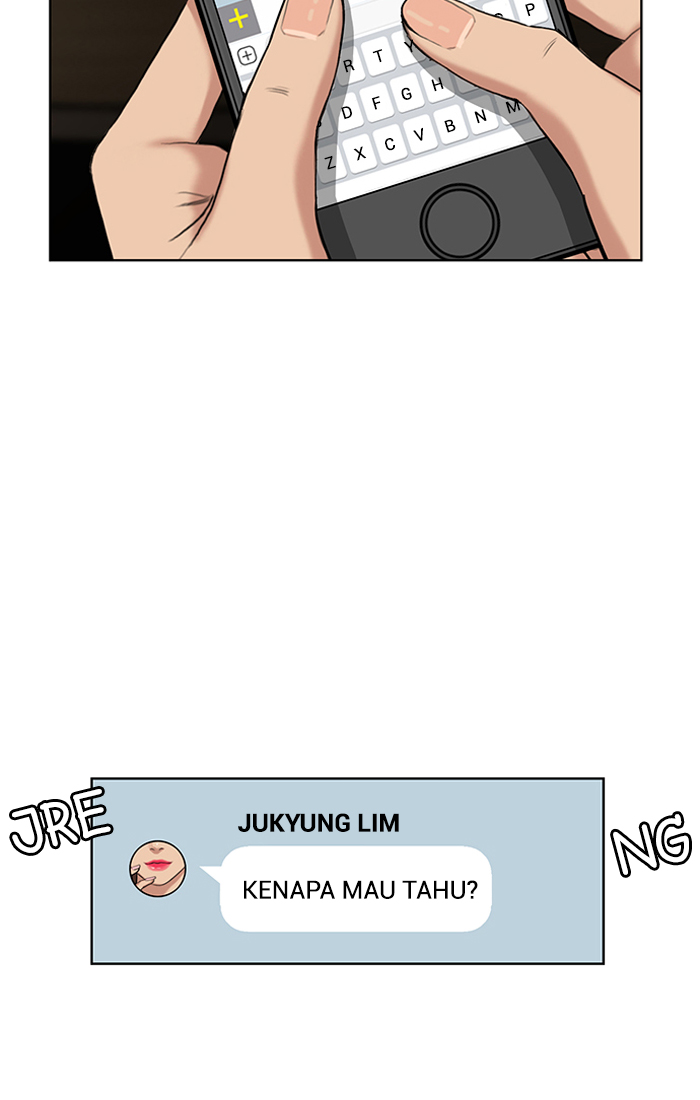 P
R T Y
D F G H
Z X C V B N M
JRE
NG
JUKYUNG LIM
KENAPA MAU TAHU?